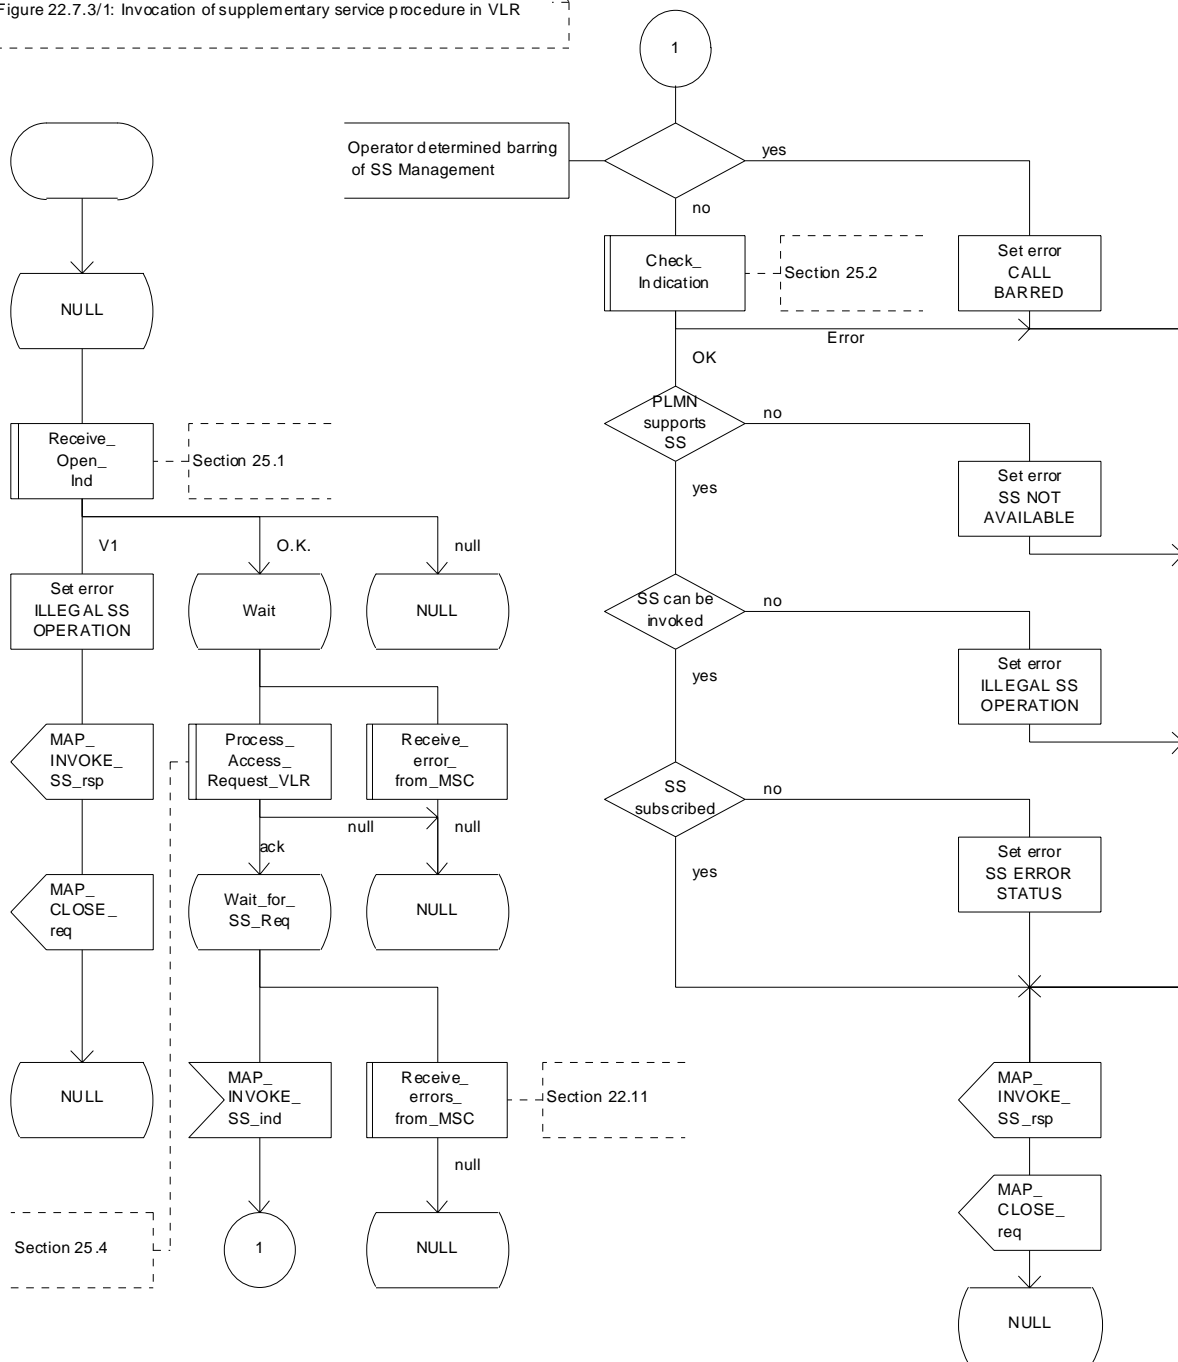 Figure 22.7.3/1: Invocation of supplementary service procedure in VLR
NULL
Receive_
Open_
Ind
Section 25.1
V1
O.K.
null
Set error
ILLEGAL SS
OPERATION
Wait
NULL
MAP_
INVOKE_
SS_rsp
Process_
Access_
Request_VLR
Receive_
error_
from_MSC
null
null
ack
MAP_
CLOSE_
req
Wait_for_
SS_Req
NULL
NULL
MAP_
INVOKE_
SS_ind
Receive_
errors_
from_MSC
Section 22.11
null
Section 25.4
1
NULL
1
Operator determined barring
of SS Management
yes
no
Check_
Indication
Section 25.2
Set error
CALL
BARRED
Error
OK
PLMN
supports
SS
no
yes
Set error
SS NOT
AVAILABLE
SS can be
invoked
no
yes
Set error
ILLEGAL SS
OPERATION
SS
subscribed
no
yes
Set error
SS ERROR
STATUS
MAP_
INVOKE_
SS_rsp
MAP_
CLOSE_
req
NULL